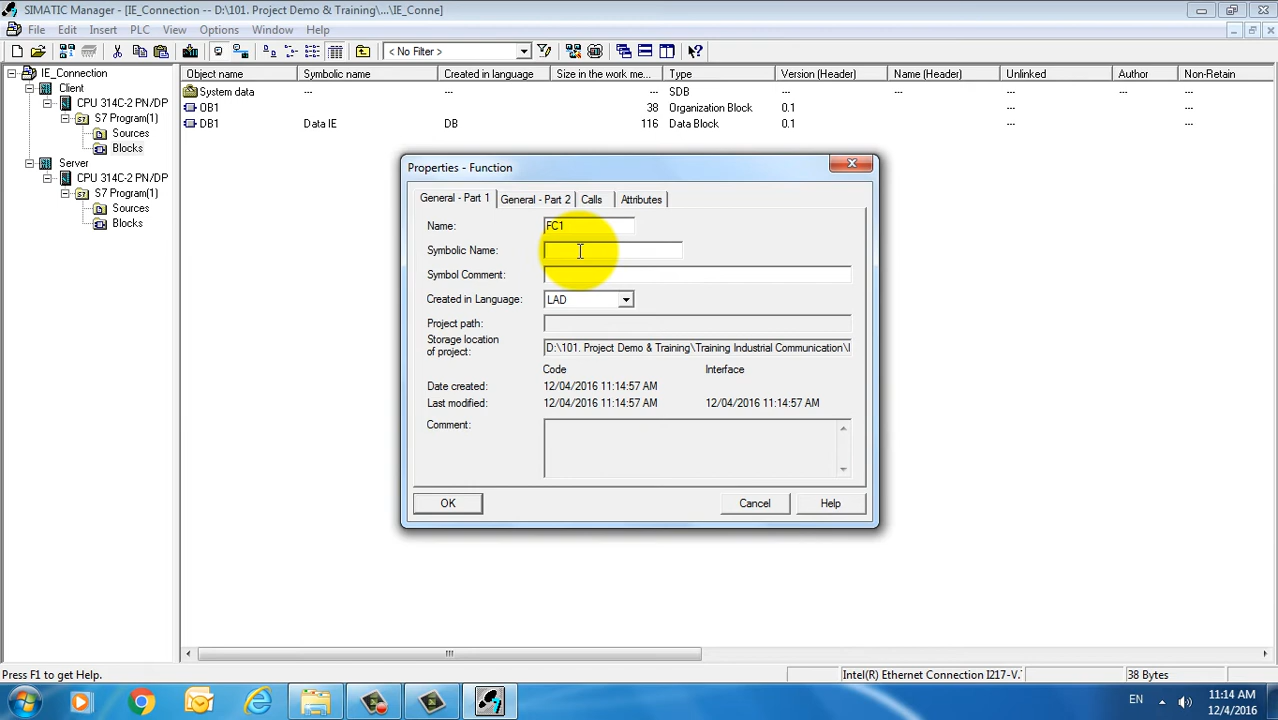 SIMATIC Manager - [IE_Connection -- D:\101. Project Demo & Training\...\IE_Conne]
File Edit Insert PLC View Options Window Help
< No Filter >
IE_Connection
Client
CPU 314C-2 PN/DP
S7 Program(1)
Sources
Blocks
Server
CPU 314C-2 PN/DP
S7 Program(1)
Sources
Blocks
Object name Symbolic name Created in language Size in the work me... Type Version (Header) Name (Header) Unlinked Author Non-Retain
System data --- --- --- SDB --- --- --- --- ---
OB1 38 Organization Block 0.1 --- ---
DB1 Data IE DB 116 Data Block 0.1 --- ---
Properties - Function
General - Part 1 General - Part 2 Calls Attributes
Name: FC1
Symbolic Name:
Symbol Comment:
Created in Language: LAD
Project path:
Storage location
of project: D:\101. Project Demo & Training\Training Industrial Communication\I
Code Interface
Date created: 12/04/2016 11:14:57 AM
Last modified: 12/04/2016 11:14:57 AM 12/04/2016 11:14:57 AM
Comment:
OK Cancel Help
Press F1 to get Help. Intel(R) Ethernet Connection I217-V. 38 Bytes
EN 11:14 AM
12/4/2016